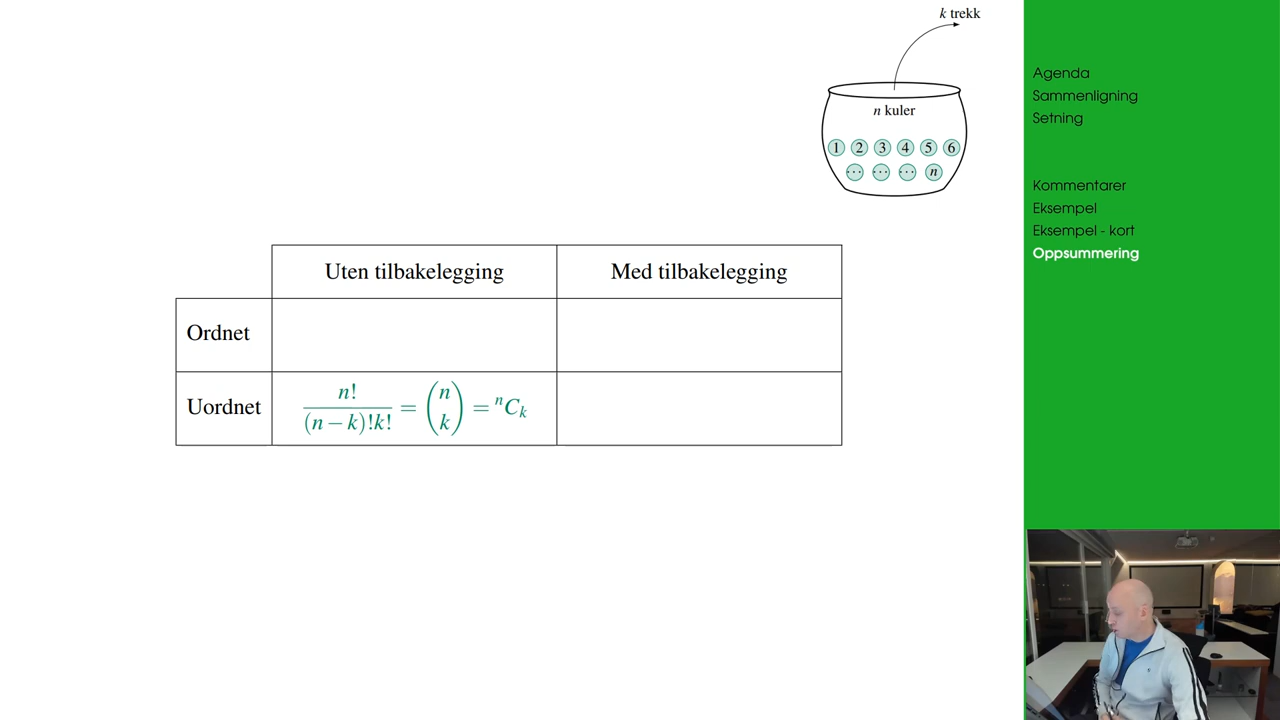 k trekk
n kuler
1 2 3 4 5 6
... ... ... n
Agenda
Sammenligning
Setning
Kommentarer
Eksempel
Eksempel - kort
Oppsummering
Uten tilbakelegging Med tilbakelegging
Ordnet
Uordnet n!/((n−k)!k!) = (n k) = ⁿCₖ